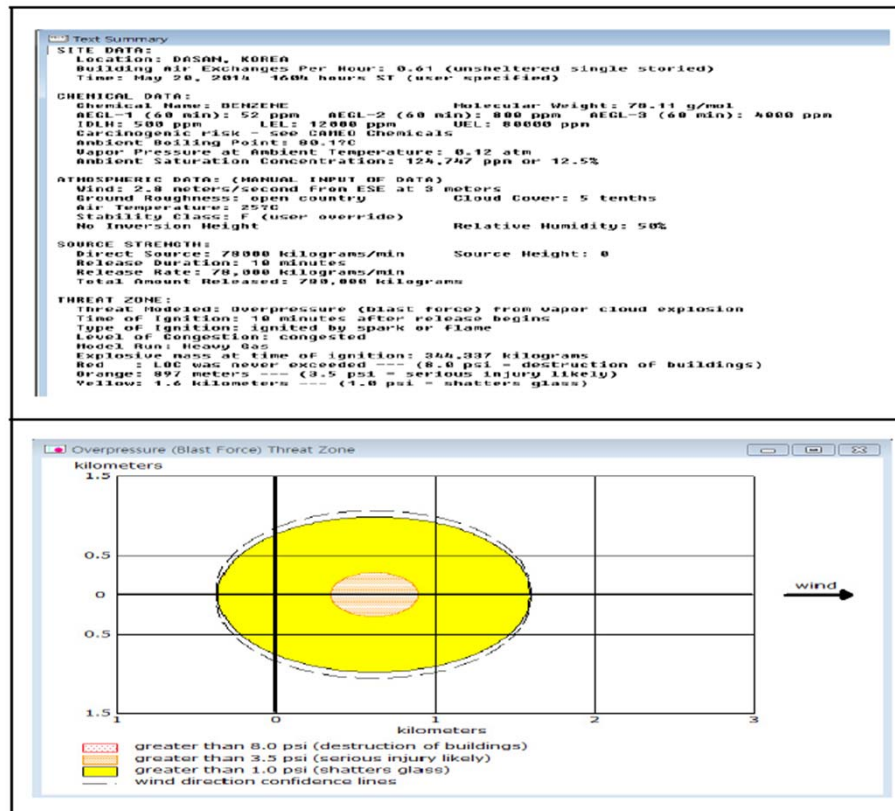 Text Summary
SITE DATA:
Location: DASAN, KOREA
Building Air Exchanges Per Hour: 0.61 (unsheltered single storied)
Time: May 20, 2014 1604 hours ST (user specified)
CHEMICAL DATA:
Chemical Name: BENZENE Molecular Weight: 78.11 g/mol
AEGL-1 (60 min): 52 ppm AEGL-2 (60 min): 800 ppm AEGL-3 (60 min): 4000 ppm
IDLH: 500 ppm LEL: 12000 ppm UEL: 80000 ppm
Carcinogenic risk - see CAMEO Chemicals
Ambient Boiling Point: 80.1?C
Vapor Pressure at Ambient Temperature: 0.12 atm
Ambient Saturation Concentration: 124,747 ppm or 12.5%
ATMOSPHERIC DATA: (MANUAL INPUT OF DATA)
Wind: 2.8 meters/second from ESE at 3 meters
Ground Roughness: open country Cloud Cover: 5 tenths
Air Temperature: 25?C
Stability Class: F (user override)
No Inversion Height Relative Humidity: 50%
SOURCE STRENGTH:
Direct Source: 78000 kilograms/min Source Height: 0
Release Duration: 10 minutes
Release Rate: 78,000 kilograms/min
Total Amount Released: 780,000 kilograms
THREAT ZONE:
Threat Modeled: Overpressure (blast force) from vapor cloud explosion
Time of Ignition: 10 minutes after release begins
Type of Ignition: ignited by spark or flame
Level of Congestion: congested
Model Run: Heavy Gas
Explosive mass at time of ignition: 344,337 kilograms
Red : LOC was never exceeded --- (8.0 psi = destruction of buildings)
Orange: 897 meters --- (3.5 psi = serious injury likely)
Yellow: 1.6 kilometers --- (1.0 psi = shatters glass)
Overpressure (Blast Force) Threat Zone
kilometers
1.5
0.5
0
0.5
1.5
1 0 1 2 3
kilometers
wind
greater than 8.0 psi (destruction of buildings)
greater than 3.5 psi (serious injury likely)
greater than 1.0 psi (shatters glass)
wind direction confidence lines